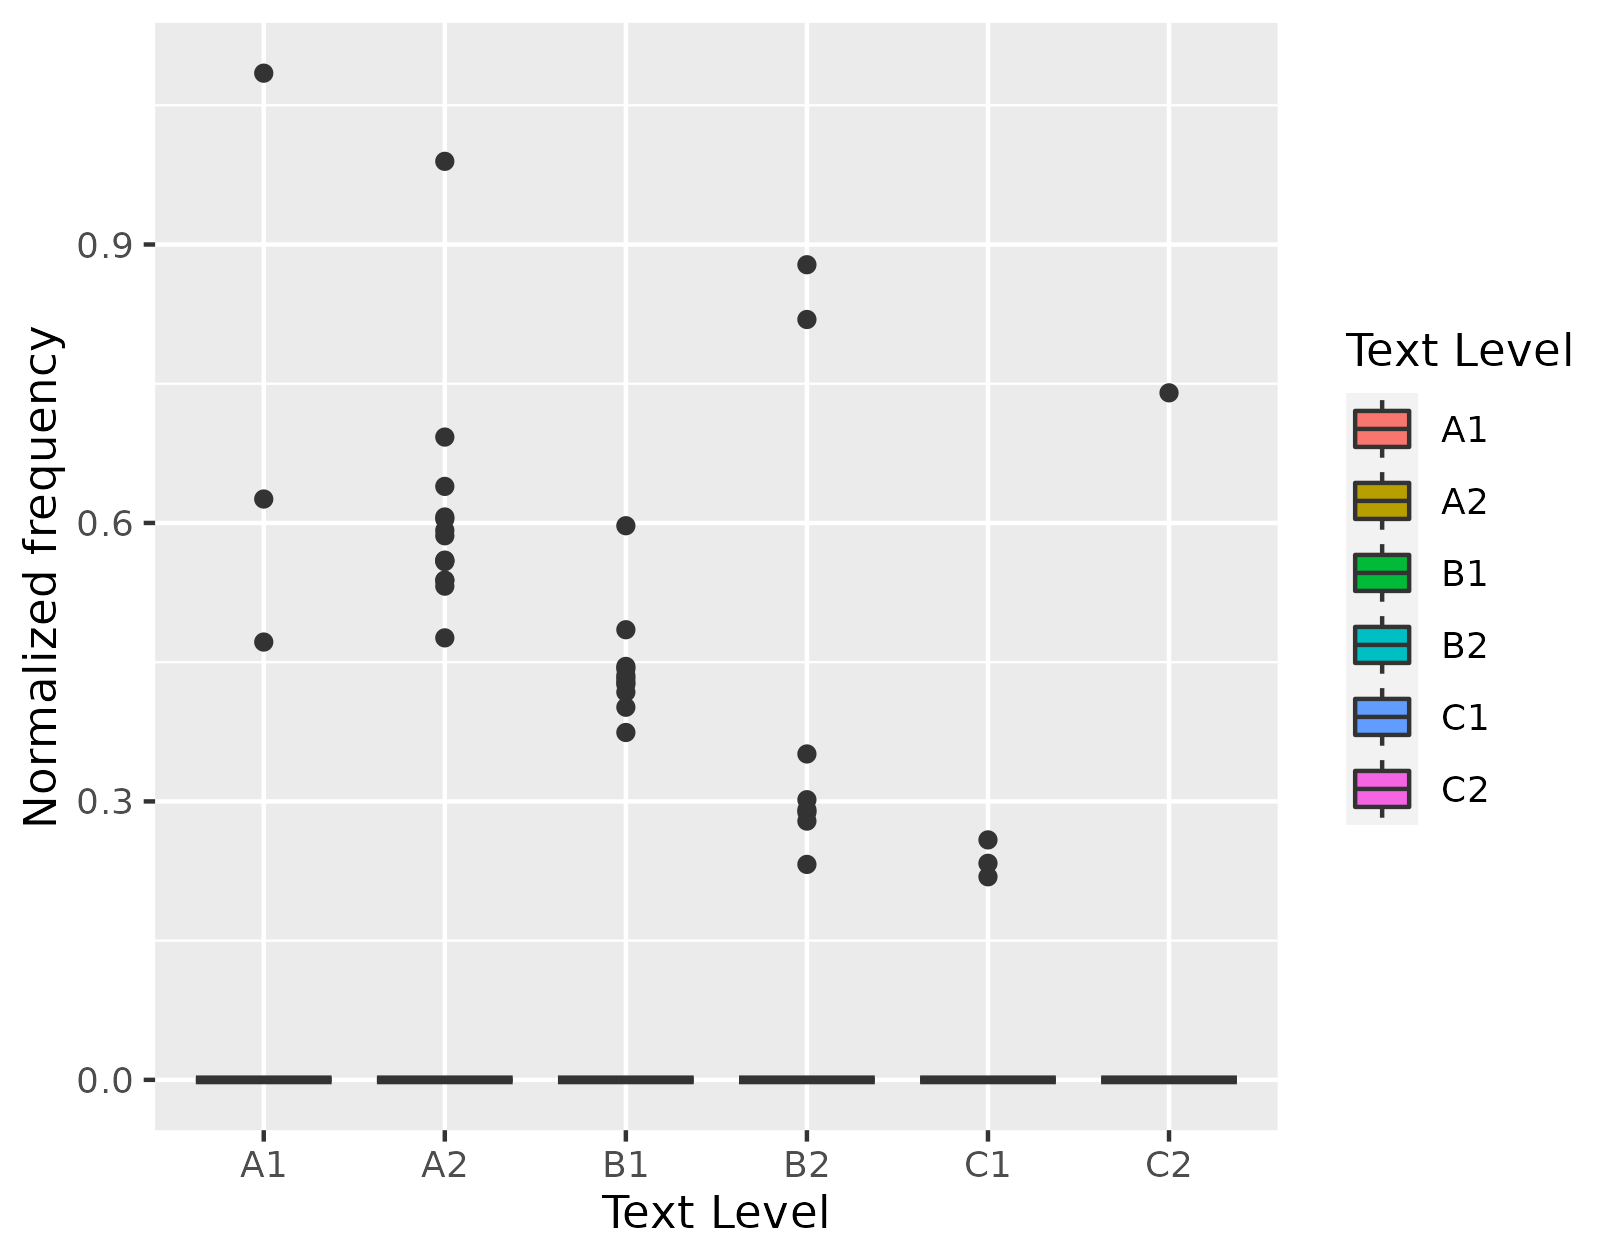 Normalized frequency
0.9
0.6
0.3
0.0
A1 A2 B1 B2 C1 C2
Text Level
Text Level
A1
A2
B1
B2
C1
C2